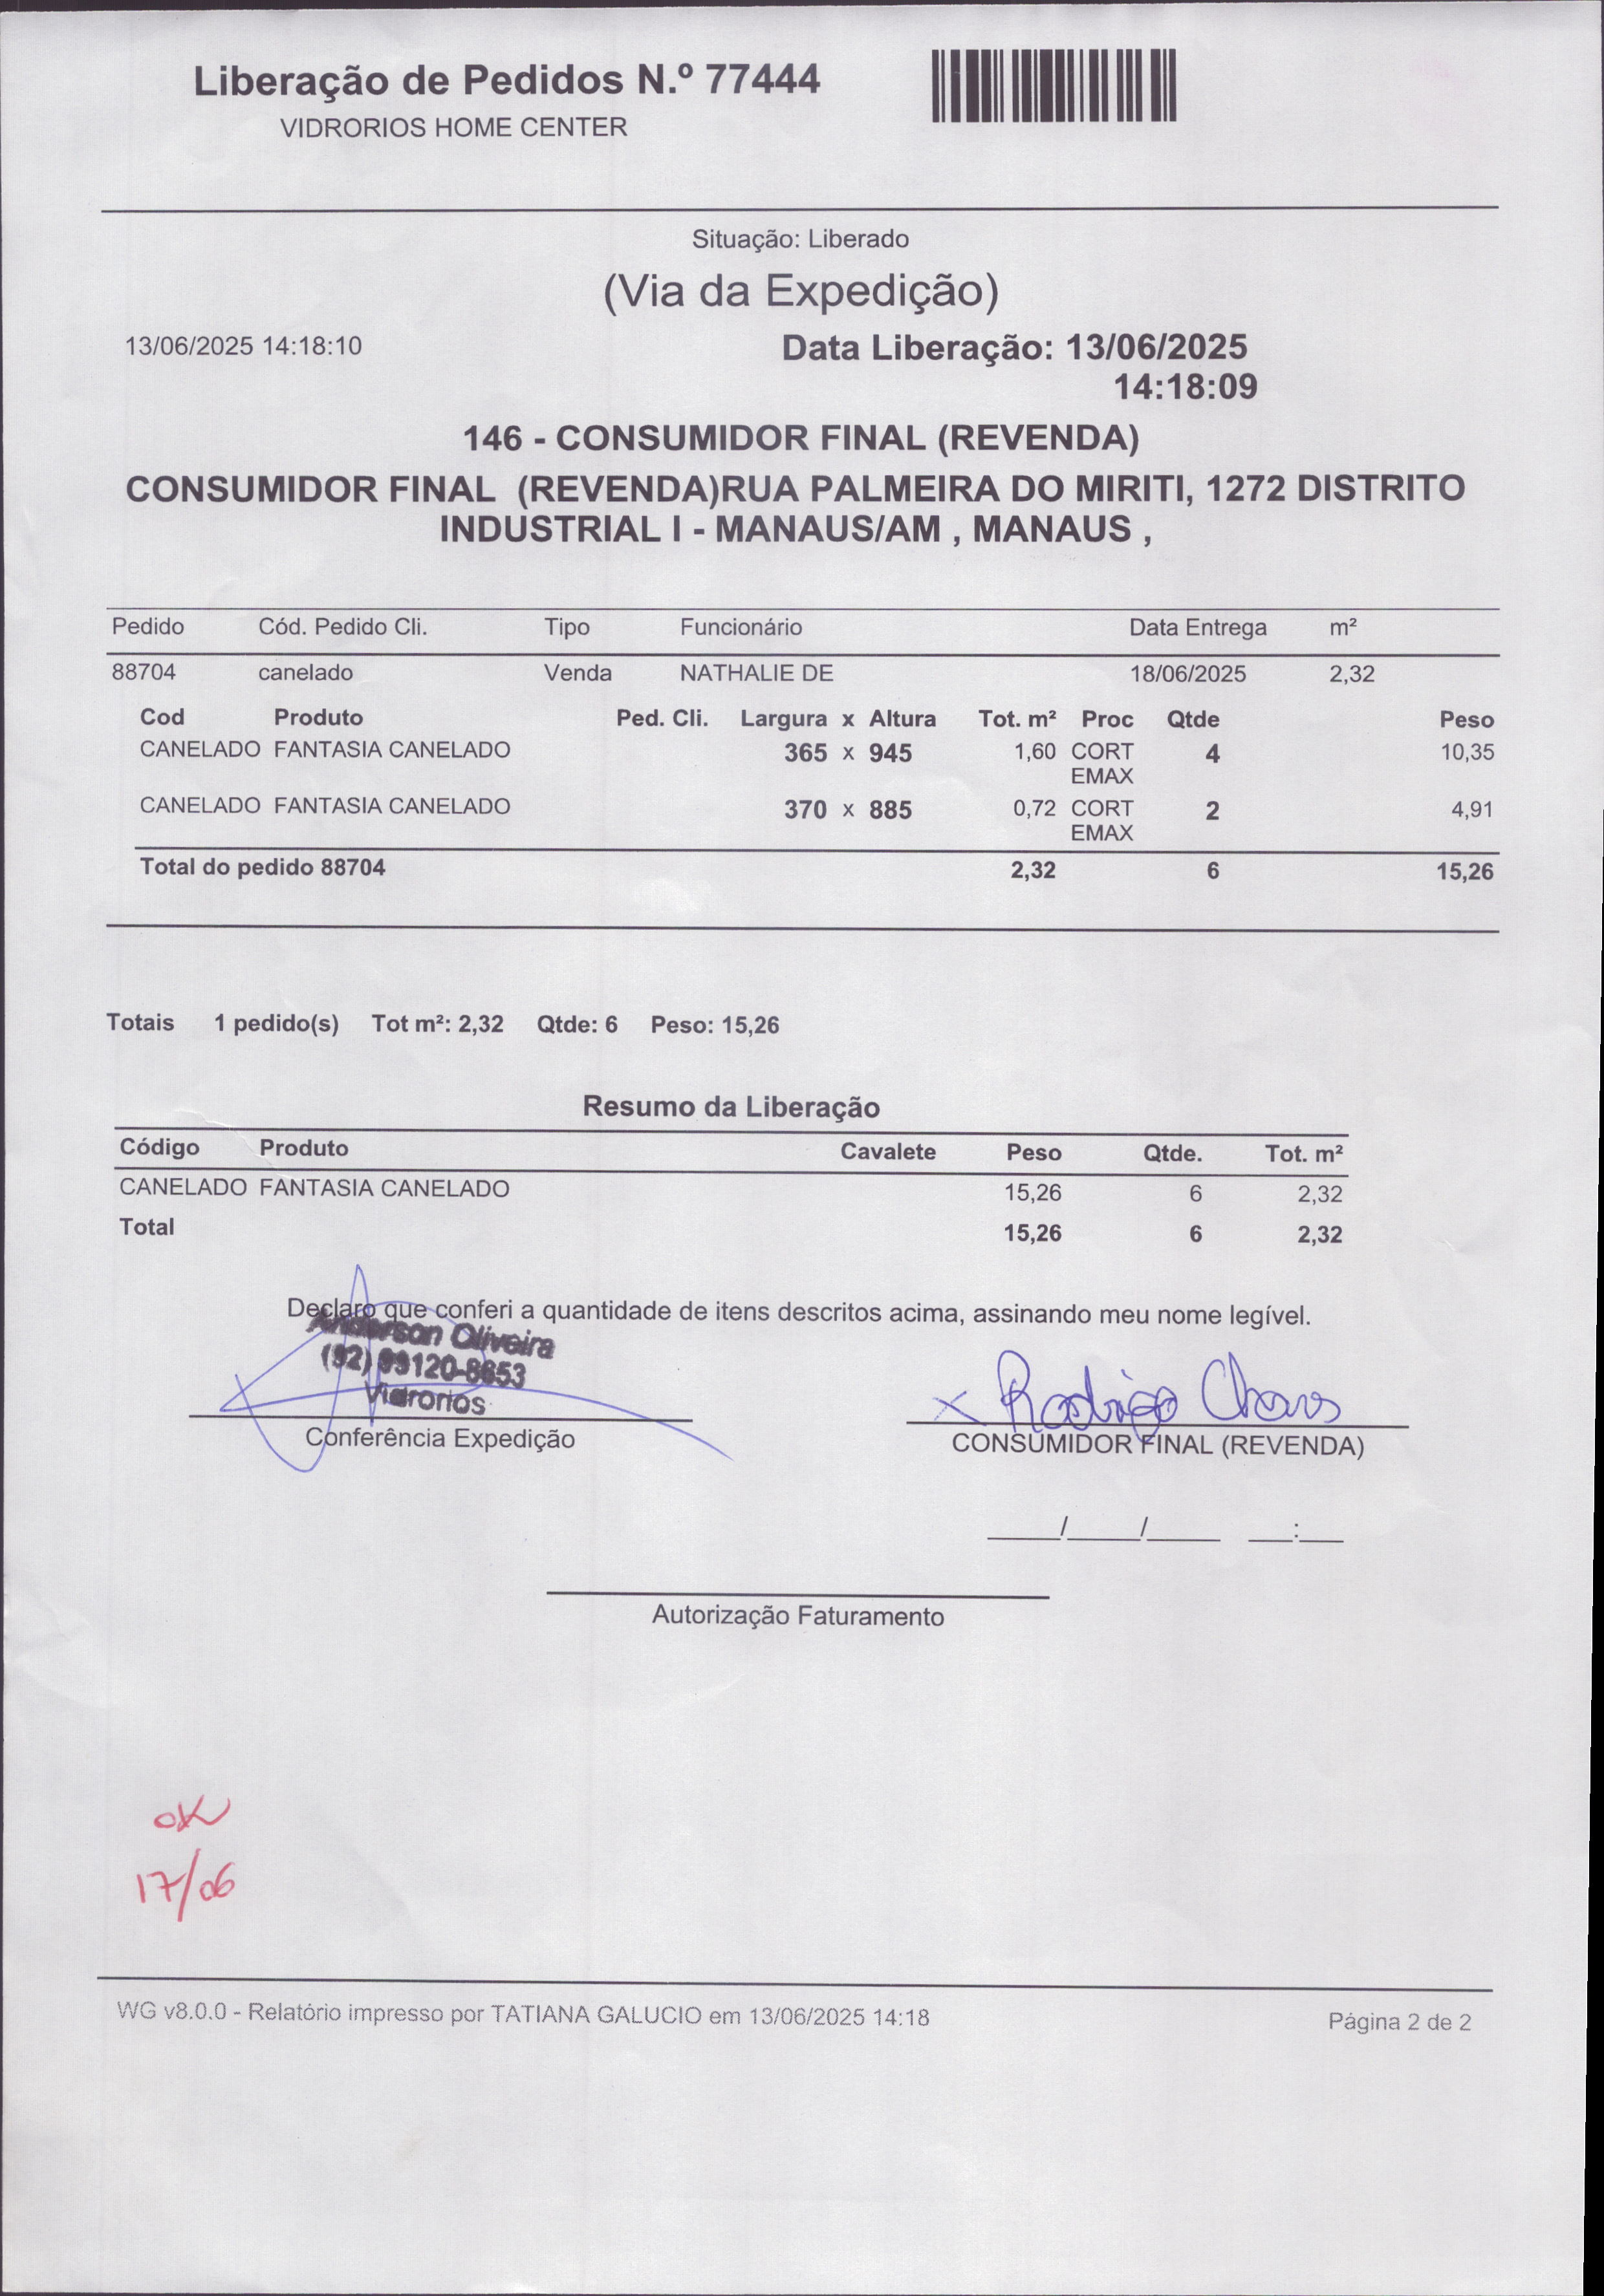 Liberação de Pedidos N.º 77444
VIDRORIOS HOME CENTER
Situação: Liberado
(Via da Expedição)
13/06/2025 14:18:10
Data Liberação: 13/06/2025
14:18:09
146 - CONSUMIDOR FINAL (REVENDA)
CONSUMIDOR FINAL (REVENDA)RUA PALMEIRA DO MIRITI, 1272 DISTRITO
INDUSTRIAL I - MANAUS/AM , MANAUS ,
Pedido Cód. Pedido Cli. Tipo Funcionário Data Entrega m²
88704 canelado Venda NATHALIE DE 18/06/2025 2,32
Cod Produto Ped. Cli. Largura x Altura Tot. m² Proc Qtde Peso
CANELADO FANTASIA CANELADO 365 x 945 1,60 CORT 4 10,35
EMAX
CANELADO FANTASIA CANELADO 370 x 885 0,72 CORT 2 4,91
EMAX
Total do pedido 88704 2,32 6 15,26
Totais 1 pedido(s) Tot m²: 2,32 Qtde: 6 Peso: 15,26
Resumo da Liberação
Código Produto Cavalete Peso Qtde. Tot. m²
CANELADO FANTASIA CANELADO 15,26 6 2,32
Total 15,26 6 2,32
Declaro que conferi a quantidade de itens descritos acima, assinando meu nome legível.
Anderson Oliveira
(92) 99120-8653
Vidrorios
Conferência Expedição
x Rodrigo Chaves
CONSUMIDOR FINAL (REVENDA)
____/____/____ __:__
Autorização Faturamento
OK
17/06
WG v8.0.0 - Relatório impresso por TATIANA GALUCIO em 13/06/2025 14:18
Página 2 de 2